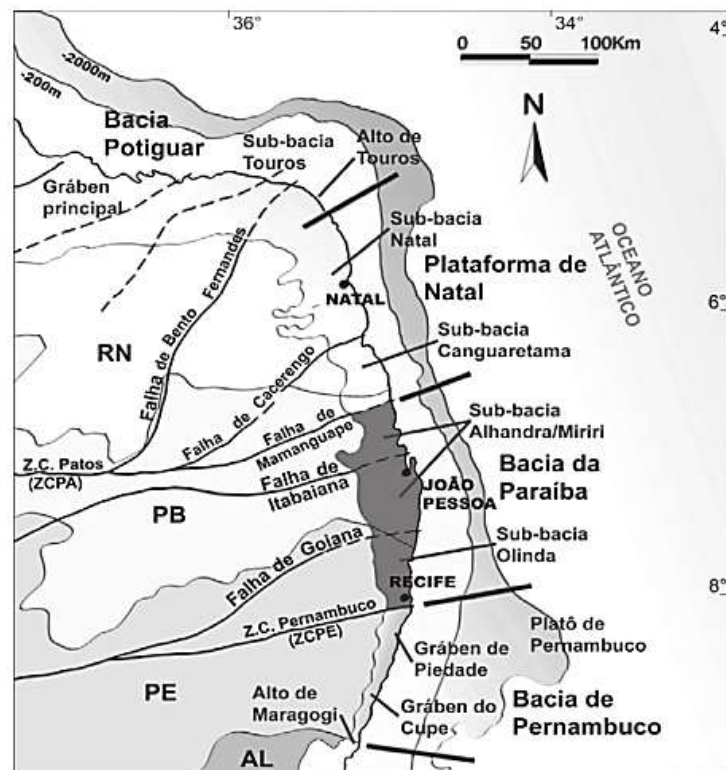 36°
34°
4°
0 50 100Km
-2000m
-200m
N
Bacia
Potiguar
Sub-bacia
Touros
Alto de
Touros
Gráben
principal
Sub-bacia
Natal
OCEANO
ATLÂNTICO
Plataforma de
Natal
NATAL
6°
RN
Falha de Bento Fernandes
Sub-bacia
Canguaretama
Falha de Cacerengo
Falha de
Mamanguape
Sub-bacia
Alhandra/Miriri
Z.C. Patos
(ZCPA)
Falha de
Itabaiana
JOÃO
PESSOA
Bacia da
Paraíba
PB
Sub-bacia
Olinda
Falha de Goiana
RECIFE
8°
Z.C. Pernambuco
(ZCPE)
Gráben de
Piedade
Platô de
Pernambuco
PE
Alto de
Maragogi
Gráben do
Cupe
Bacia de
Pernambuco
AL